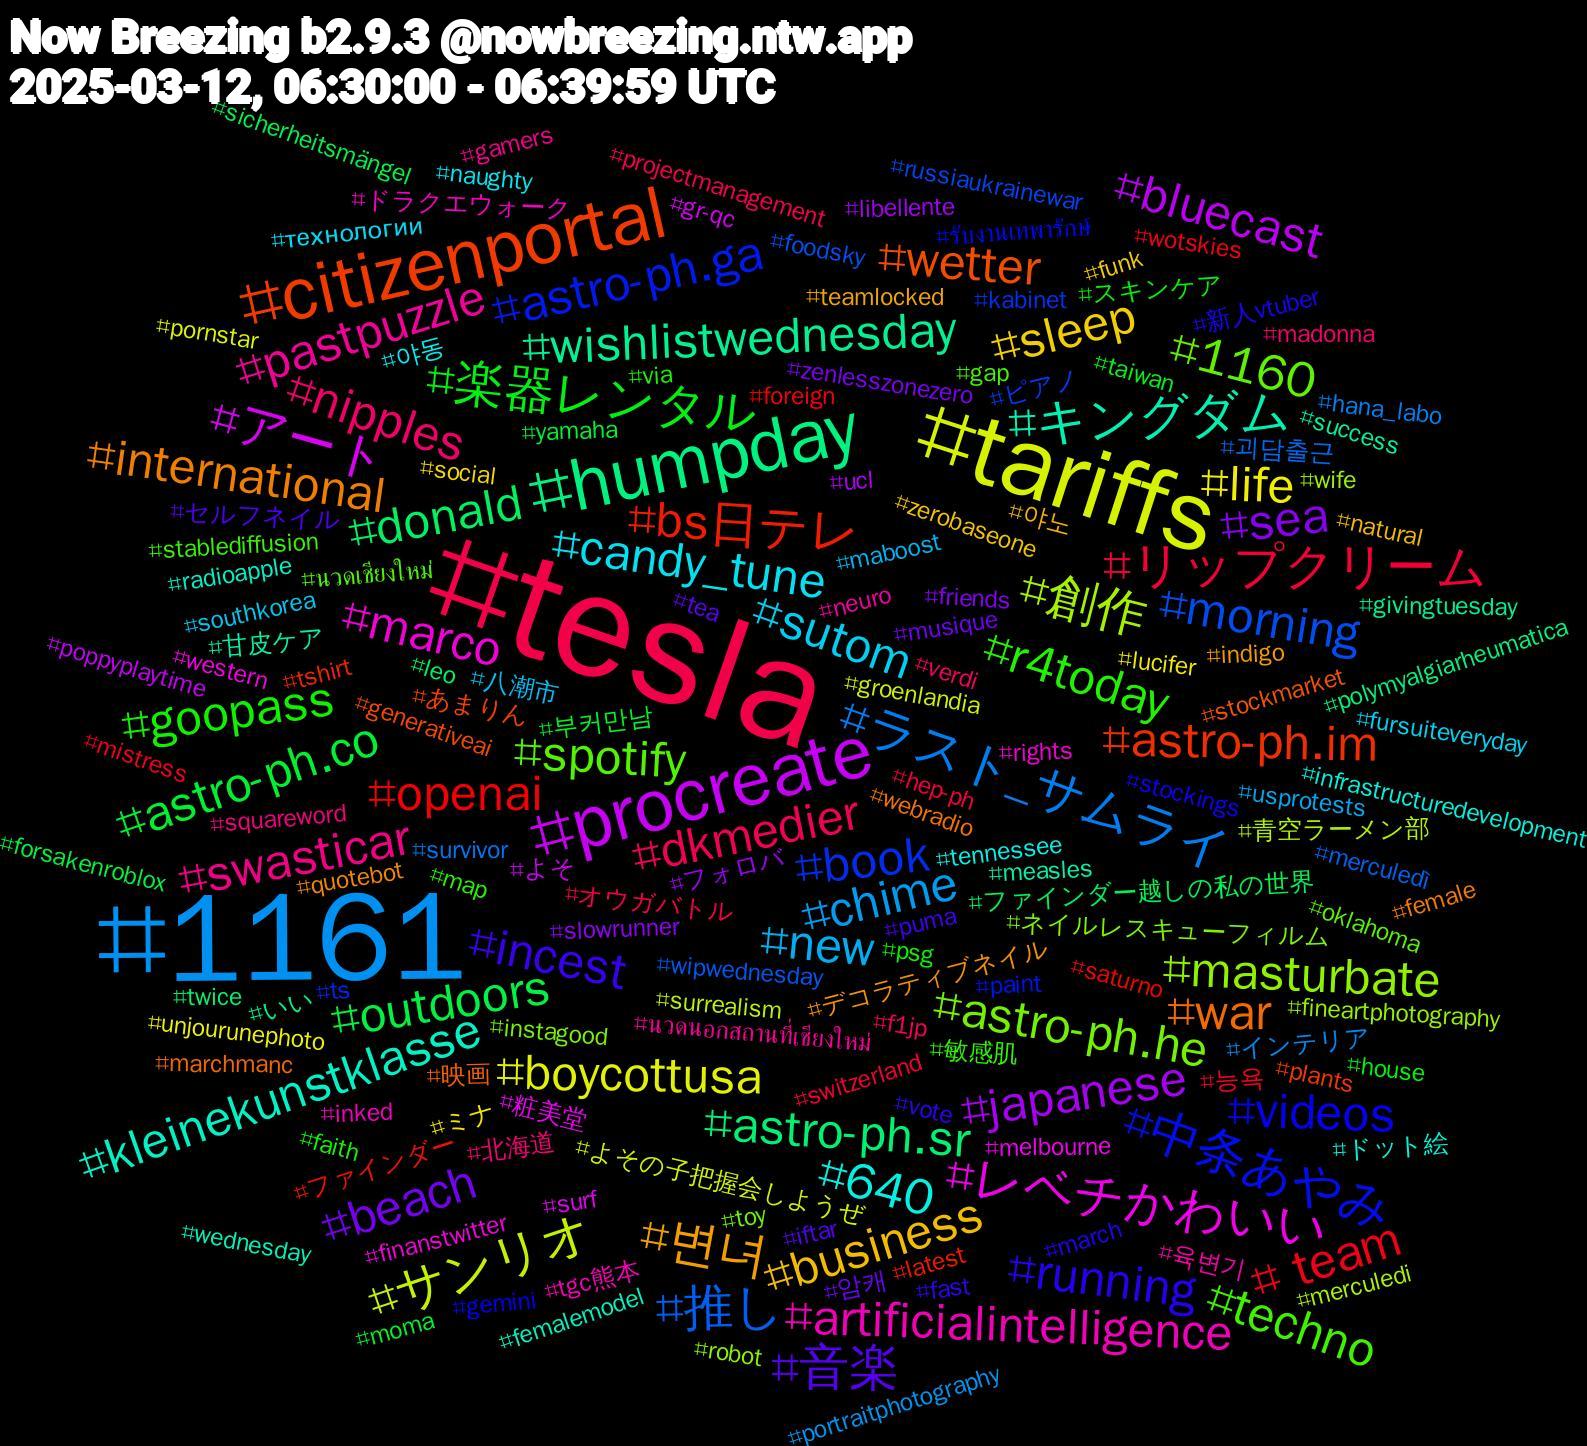 Now Breezing b2.9.3 @nowbreezing.ntw.app
2025-03-12, 06:30:00 - 06:39:59 UTC
#sicherheitsmängel
#gamers
#projectmanagement
#naughty
#russiaukrainewar
#ドラクエウォーク
#gr-qc
#libellente
#bluecast
#технологии
#citizenportal
#foodsky
#รับงานเทพารักษ์
#wotskies
#wetter
#astro-ph.ga
#kabinet
#funk
#スキンケア
#新人vtuber
#teamlocked
#pornstar
#야동
#pastpuzzle
#wishlistwednesday
#sleep
#madonna
#1160
#via
#楽器レンタル
#zenlesszonezero
#gap
#ピアノ
#taiwan
#hana_labo
#foreign
#アート
#nipples
#キングダム
#success
#yamaha
#international
#social
#humpday
#tariffs
#life
#괴담출근
#wife
#ucl
#donald
#セルフネイル
#bs日テレ
#sea
#zerobaseone
#야노
#natural
#stablediffusion
#นวดเชียงใหม่
#radioapple
#candy_tune
#maboost
#リップクリーム
#southkorea
#tesla
#neuro
#friends
#創作
#givingtuesday
#tea
#musique
#甘皮ケア
#marco
#sutom
#morning
#poppyplaytime
#western
#leo
#verdi
#lucifer
#indigo
#r4today
#八潮市
#groenlandia
#polymyalgiarheumatica
#tshirt
#あまりん
#stockmarket
#goopass
#generativeai
#부커만남
#procreate
#ラスト_サムライ
#astro-ph.im
#fursuiteveryday
#mistress
#astro-ph.co
#spotify
#rights
#infrastructuredevelopment
#openai
#hep-ph
#stockings
#usprotests
#squareword
#webradio
#dkmedier
#青空ラーメン部
#forsakenroblox
#swasticar
#survivor
#book
#tennessee
#merculedì
#よそ
#フォロバ
#measles
#map
#quotebot
#オウガバトル
#chime
#ファインダー越しの私の世界
#female
#slowrunner
#new
#puma
#ネイルレスキューフィルム
#oklahoma
#incest
#1161
#psg
#wipwednesday
#masturbate
#デコラティブネイル
#saturno
#twice
#いい
#ts
#outdoors
#surrealism
#paint
#war
#fineartphotography
#instagood
#astro-ph.he
#unjourunephoto
#นวดนอกสถานที่เชียงใหม่
#f1jp
#インテリア
#kleinekunstklasse
#boycottusa
#敏感肌
#marchmanc
#映画
#switzerland
#house
#능욕
#plants
#inked
#粧美堂
#japanese
#vote
#ミナ
#faith
#北海道
#astro-ph.sr
#videos
#ファインダー
#melbourne
#中条あやみ
#ドット絵
#よその子把握会しようぜ
#640
#レベチかわいい
#beach
#surf
#サンリオ
#변녀
#toy
#finanstwitter
#iftar
#march
#육변기
#wednesday
#business
#team
#running
#latest
#tgc熊本
#암캐
#gemini
#推し
#fast
#techno
#artificialintelligence
#femalemodel
#moma
#merculedi
#robot
#音楽
#portraitphotography